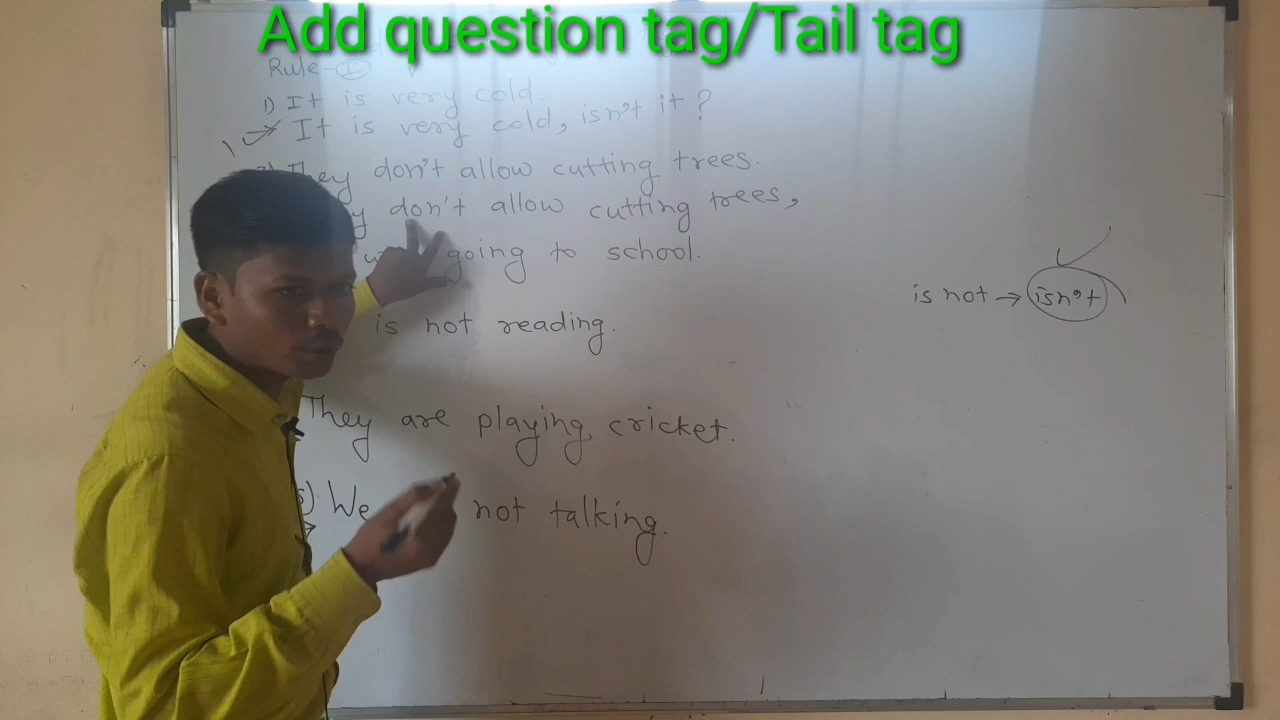 Add question tag/Tail tag
Rule - I
1) It is very cold.
It is very cold, isn't it?
They don't allow cutting trees.
don't allow cutting trees,
going to school.
is not → isn't
is not reading.
They are playing cricket.
5) We not talking.